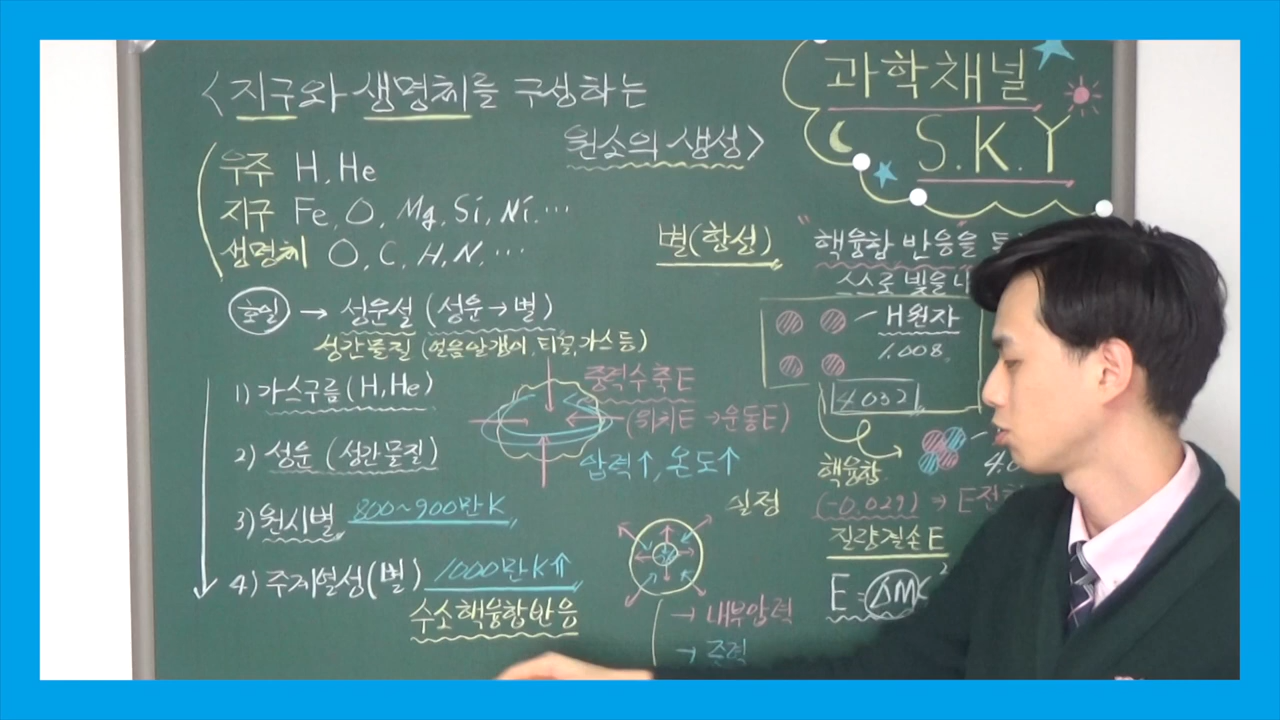 <지구와 생명체를 구성하는
원소의 생성>
과학채널
S.K.Y
우주 H, He
지구 Fe, O, Mg, Si, Ni, ...
생명체 O, C, H, N, ...
호일 → 성운설 (성운→별)
성간물질 (얼음알갱이, 티끌, 가스 등)
1) 가스구름 (H, He)
2) 성운 (성간물질)
3) 원시별 800~900만K
4) 주계열성(별) 1000만K↑
수소핵융합반응
중력수축E
(위치E→운동E)
압력↑, 온도↑
실정
→ 내부압력
→ 중력
별(항성)
"핵융합 반응을
스스로 빛을
H원자
1.008
4.032
핵융합
(-0.029) → E전
질량결손E
E=ΔMC²